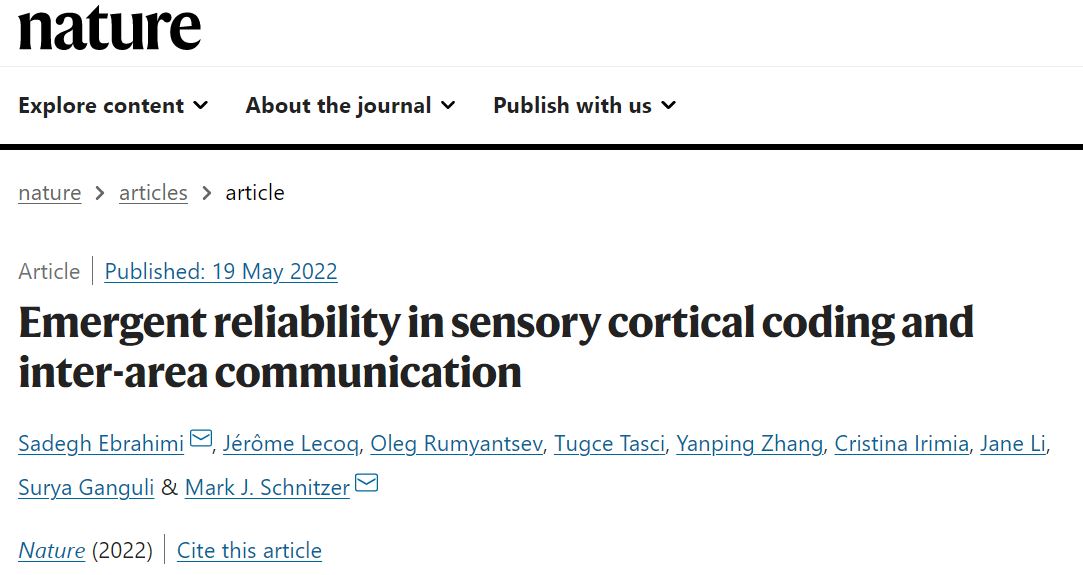 nature
Explore content About the journal Publish with us
nature > articles > article
Article | Published: 19 May 2022
Emergent reliability in sensory cortical coding and
inter-area communication
Sadegh Ebrahimi, Jérôme Lecoq, Oleg Rumyantsev, Tugce Tasci, Yanping Zhang, Cristina Irimia, Jane Li,
Surya Ganguli & Mark J. Schnitzer
Nature (2022) | Cite this article